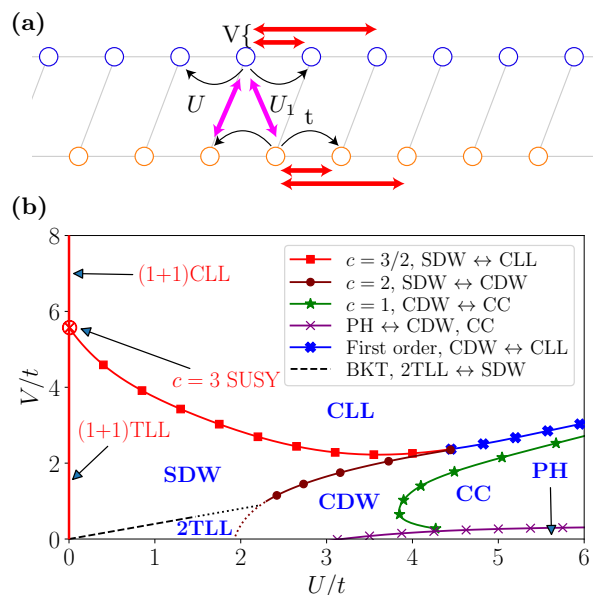 (a)
V{
U
U₁
t
(b)
8
6
4
2
0
V/t
(1+1)CLL
c = 3 SUSY
(1+1)TLL
c = 3/2, SDW ↔ CLL
c = 2, SDW ↔ CDW
c = 1, CDW ↔ CC
PH ↔ CDW, CC
First order, CDW ↔ CLL
BKT, 2TLL ↔ SDW
CLL
SDW
CDW
CC
PH
2TLL
0 1 2 3 4 5 6
U/t